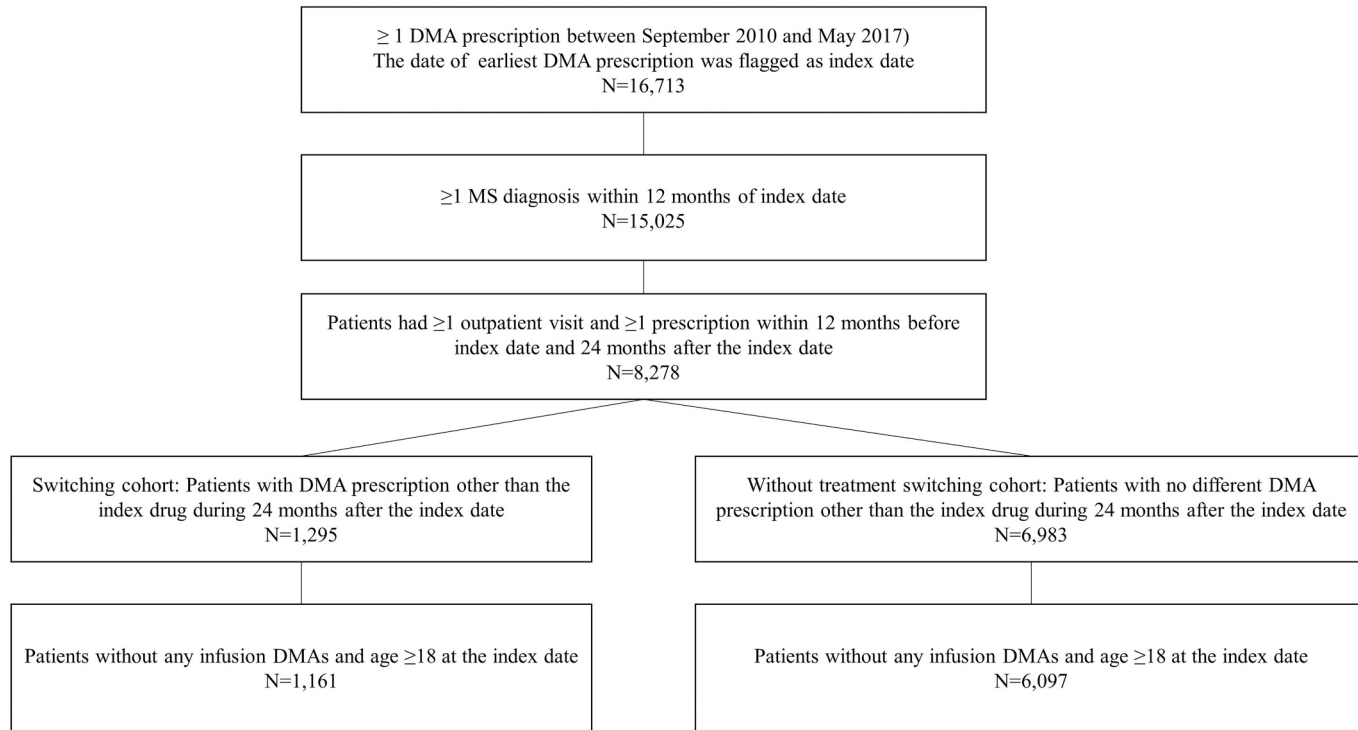 ≥ 1 DMA prescription between September 2010 and May 2017)
The date of earliest DMA prescription was flagged as index date
N=16,713
≥1 MS diagnosis within 12 months of index date
N=15,025
Patients had ≥1 outpatient visit and ≥1 prescription within 12 months before
index date and 24 months after the index date
N=8,278
Switching cohort: Patients with DMA prescription other than the
index drug during 24 months after the index date
N=1,295
Without treatment switching cohort: Patients with no different DMA
prescription other than the index drug during 24 months after the index date
N=6,983
Patients without any infusion DMAs and age ≥18 at the index date
N=1,161
Patients without any infusion DMAs and age ≥18 at the index date
N=6,097